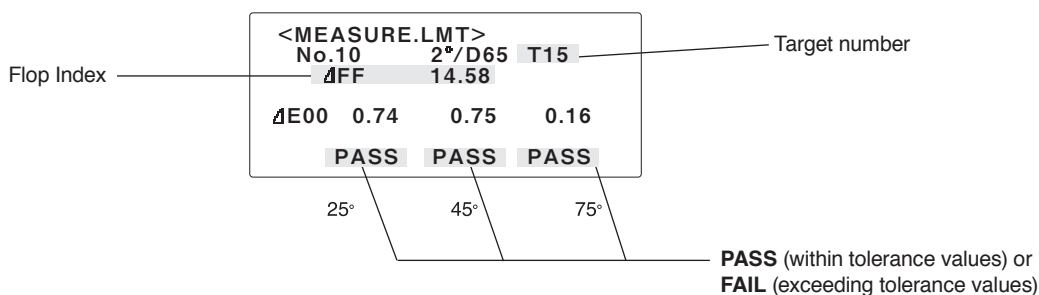 <MEASURE.LMT>
No.10 2°/D65 T15
Target number
Flop Index
ΔFF 14.58
ΔE00 0.74 0.75 0.16
PASS PASS PASS
25° 45° 75°
PASS (within tolerance values) or
FAIL (exceeding tolerance values)